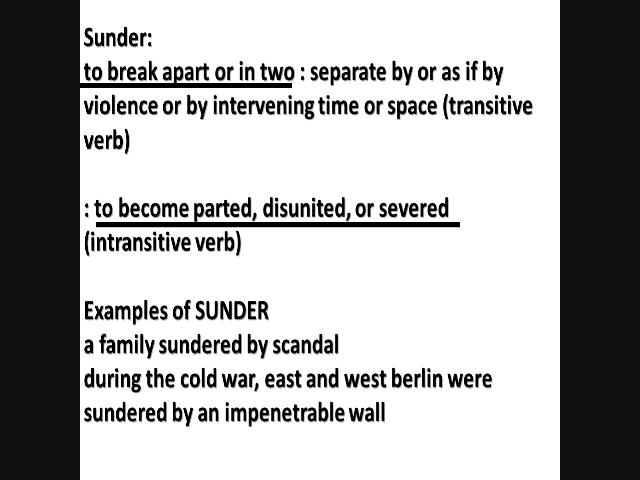 Sunder:
to break apart or in two : separate by or as if by
violence or by intervening time or space (transitive
verb)
: to become parted, disunited, or severed
(intransitive verb)
Examples of SUNDER
a family sundered by scandal
during the cold war, east and west berlin were
sundered by an impenetrable wall